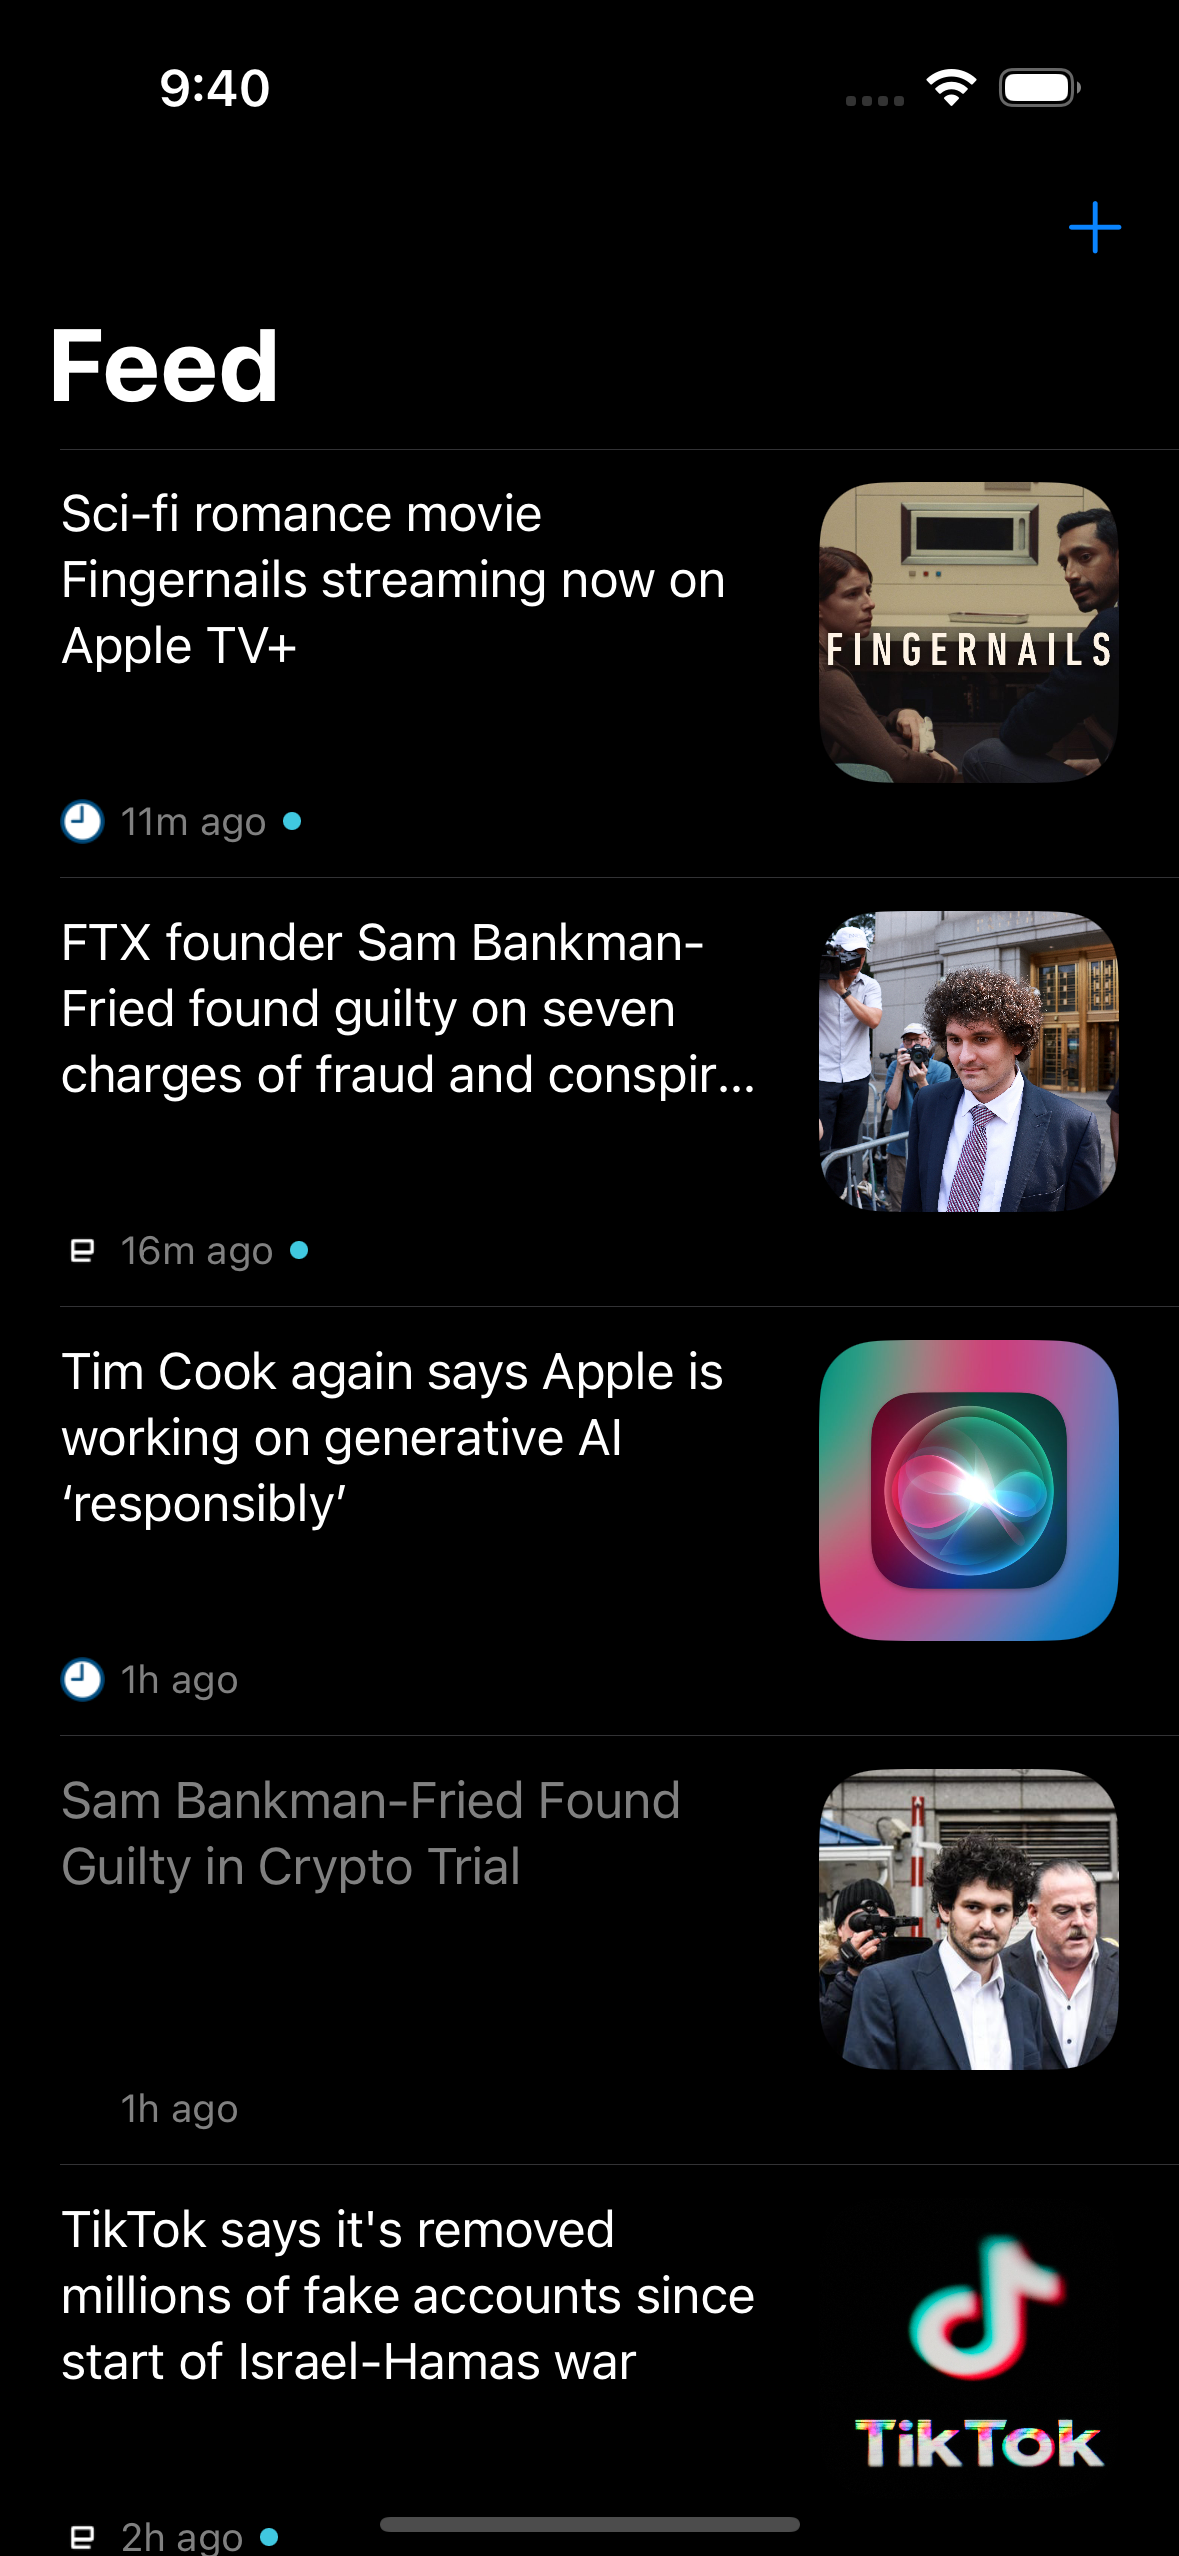 9:40
Feed
Sci-fi romance movie
Fingernails streaming now on
Apple TV+
FINGERNAILS
11m ago
FTX founder Sam Bankman-
Fried found guilty on seven
charges of fraud and conspir...
16m ago
Tim Cook again says Apple is
working on generative AI
‘responsibly’
1h ago
Sam Bankman-Fried Found
Guilty in Crypto Trial
1h ago
TikTok says it's removed
millions of fake accounts since
start of Israel-Hamas war
TikTok
2h ago